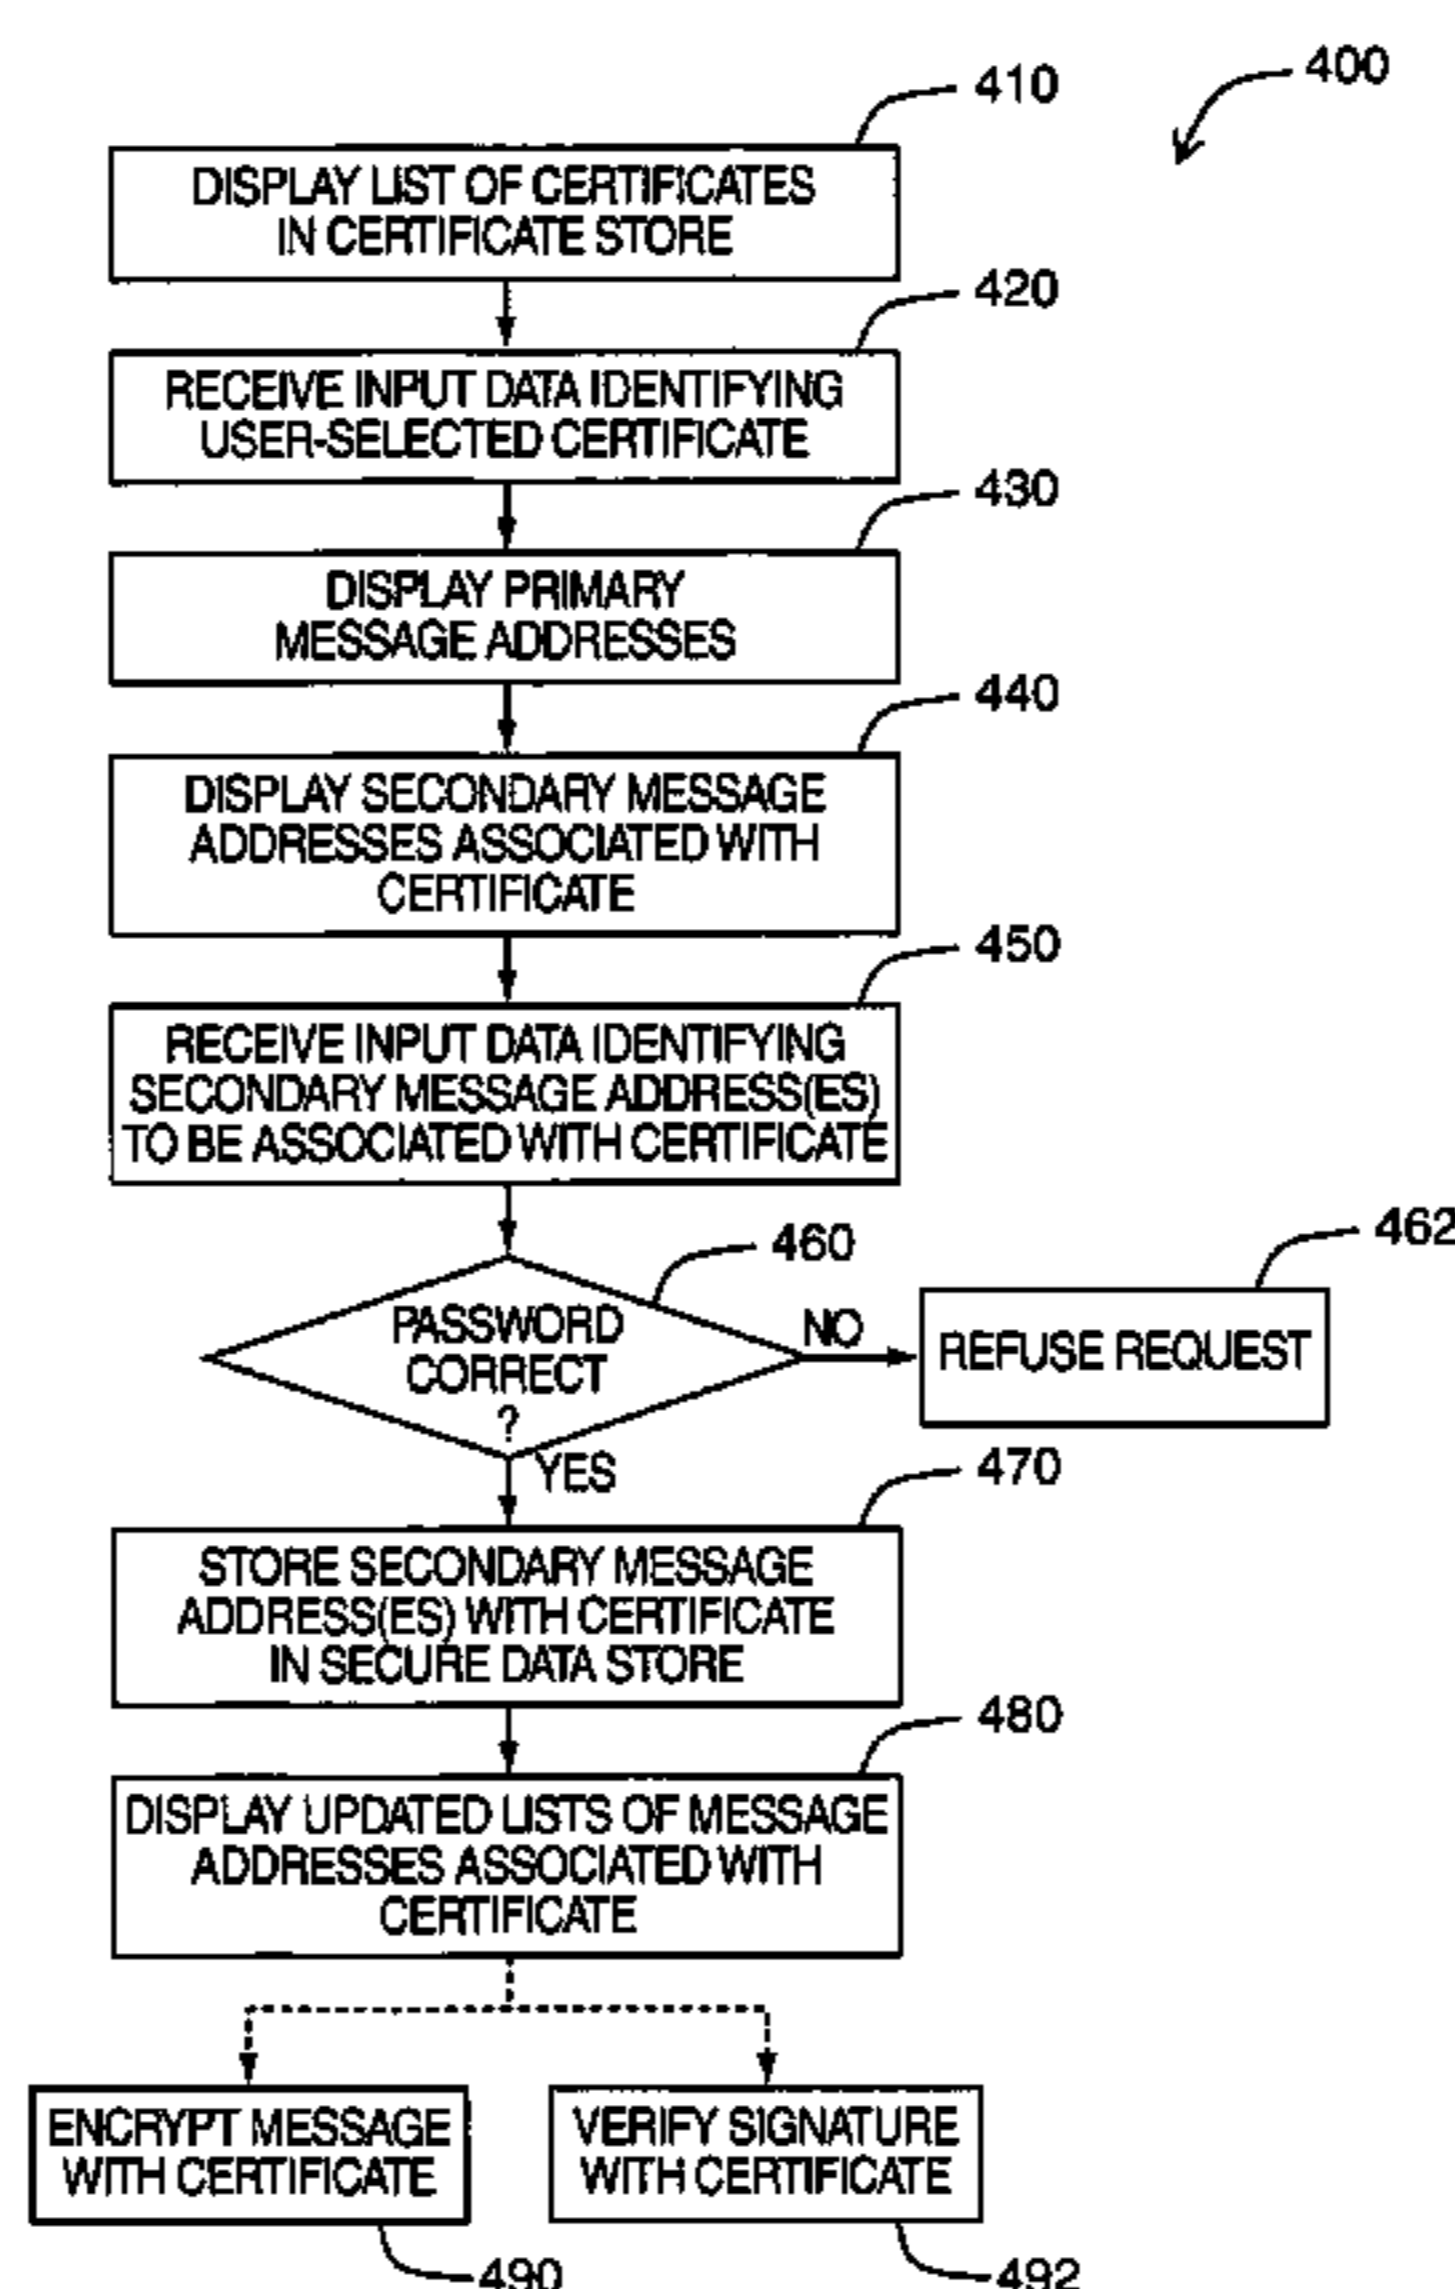 400
410
DISPLAY LIST OF CERTIFICATES
IN CERTIFICATE STORE
420
RECEIVE INPUT DATA IDENTIFYING
USER-SELECTED CERTIFICATE
430
DISPLAY PRIMARY
MESSAGE ADDRESSES
440
DISPLAY SECONDARY MESSAGE
ADDRESSES ASSOCIATED WITH
CERTIFICATE
450
RECEIVE INPUT DATA IDENTIFYING
SECONDARY MESSAGE ADDRESS(ES)
TO BE ASSOCIATED WITH CERTIFICATE
460
PASSWORD
CORRECT
?
NO
462
REFUSE REQUEST
YES
470
STORE SECONDARY MESSAGE
ADDRESS(ES) WITH CERTIFICATE
IN SECURE DATA STORE
480
DISPLAY UPDATED LISTS OF MESSAGE
ADDRESSES ASSOCIATED WITH
CERTIFICATE
ENCRYPT MESSAGE
WITH CERTIFICATE
490
VERIFY SIGNATURE
WITH CERTIFICATE
492